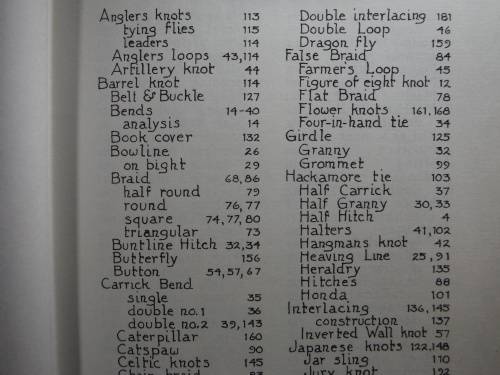 Anglers knots 113
tying flies 115
leaders 114
Anglers loops 43,114
Artillery knot 44
Barrel knot 114
Belt & Buckle 127
Bends 14-40
analysis 14
Book cover 132
Bowline 26
on bight 29
Braid 68,86
half round 79
round 76,77
square 74,77,80
triangular 73
Buntline Hitch 32,34
Butterfly 156
Button 54,57,67
Carrick Bend
single 35
double no.1 36
double no.2 39,143
Caterpillar 160
Catspaw 90
Celtic knots 145
Chain braid 83
Double interlacing 181
Double Loop 46
Dragon fly 159
False Braid 84
Farmers Loop 45
Figure of eight knot 12
Flat Braid 78
Flower knots 161,168
Four-in-hand tie 34
Girdle 125
Granny 32
Grommet 99
Hackamore tie 103
Half Carrick 37
Half Granny 30,33
Half Hitch 4
Halters 41,102
Hangmans knot 42
Heaving Line 25,91
Heraldry 135
Hitches 88
Honda 101
Interlacing 136,145
construction 137
Inverted Wall knot 57
Japanese knots 122,148
Jar sling 110
Jury knot 192